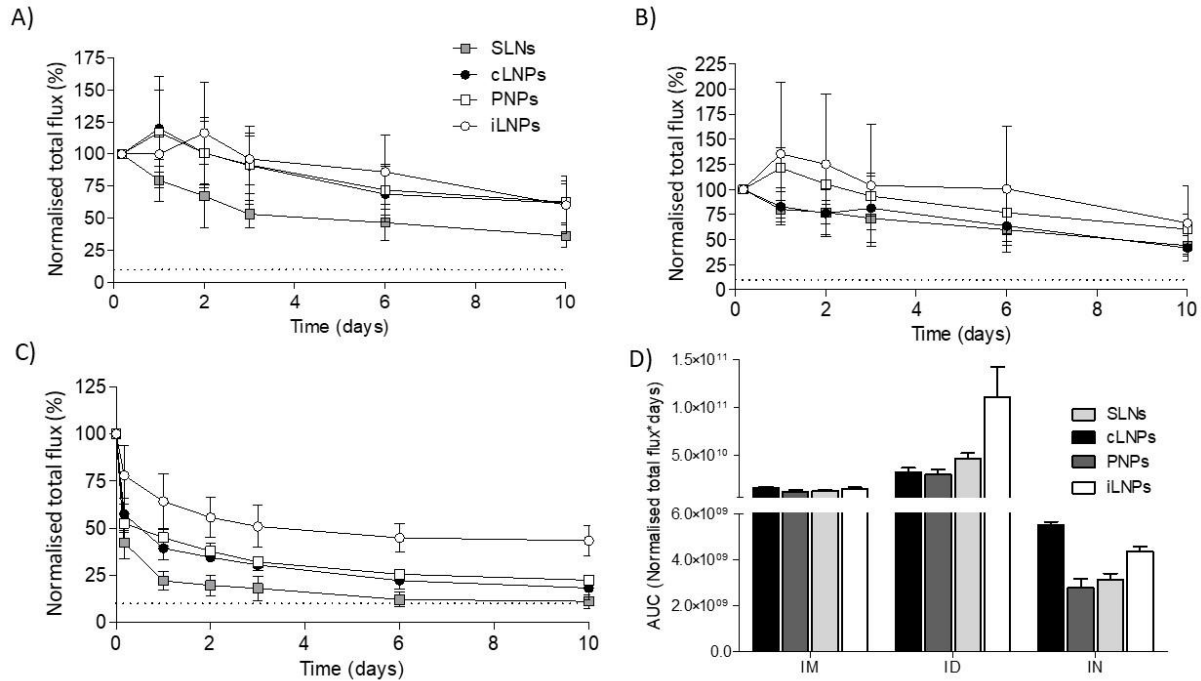 A)
Normalised total flux (%)
175
150
125
100
75
50
25
0
0 2 4 6 8 10
Time (days)
SLNs
cLNPs
PNPs
iLNPs
B)
Normalised total flux (%)
225
200
175
150
125
100
75
50
25
0
0 2 4 6 8 10
Time (days)
C)
Normalised total flux (%)
125
100
75
50
25
0
0 2 4 6 8 10
Time (days)
D)
AUC (Normalised total flux*days)
1.5×10¹¹
1.0×10¹¹
5.0×10¹⁰
6.0×10⁰⁹
4.0×10⁰⁹
2.0×10⁰⁹
0.0
IM ID IN
SLNs
cLNPs
PNPs
iLNPs